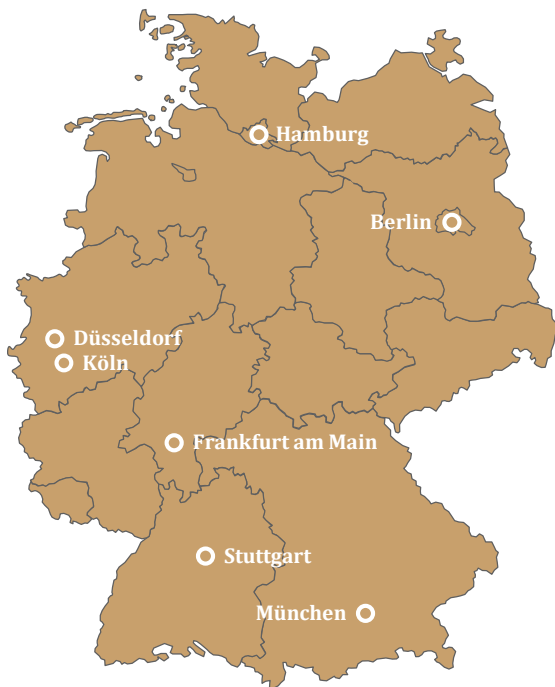 Hamburg
Berlin
Düsseldorf
Köln
Frankfurt am Main
Stuttgart
München